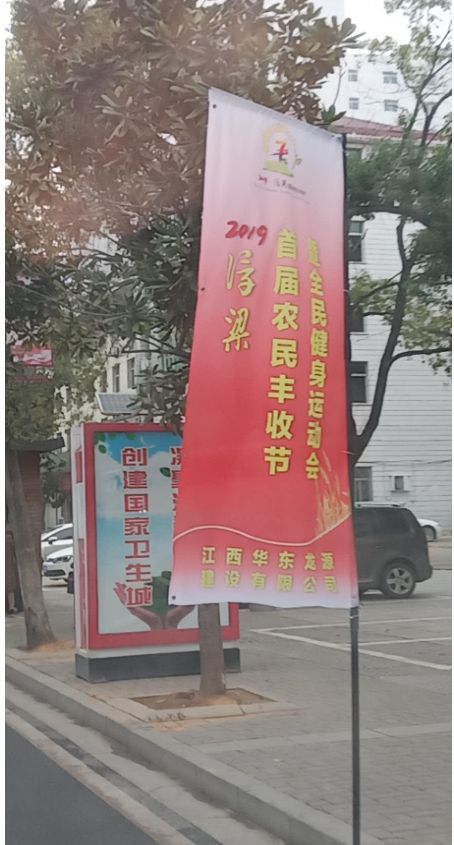 2019
浮梁
首届农民丰收节
暨全民健身运动会
江西华东龙源
建设有限公司
创建国家卫生城